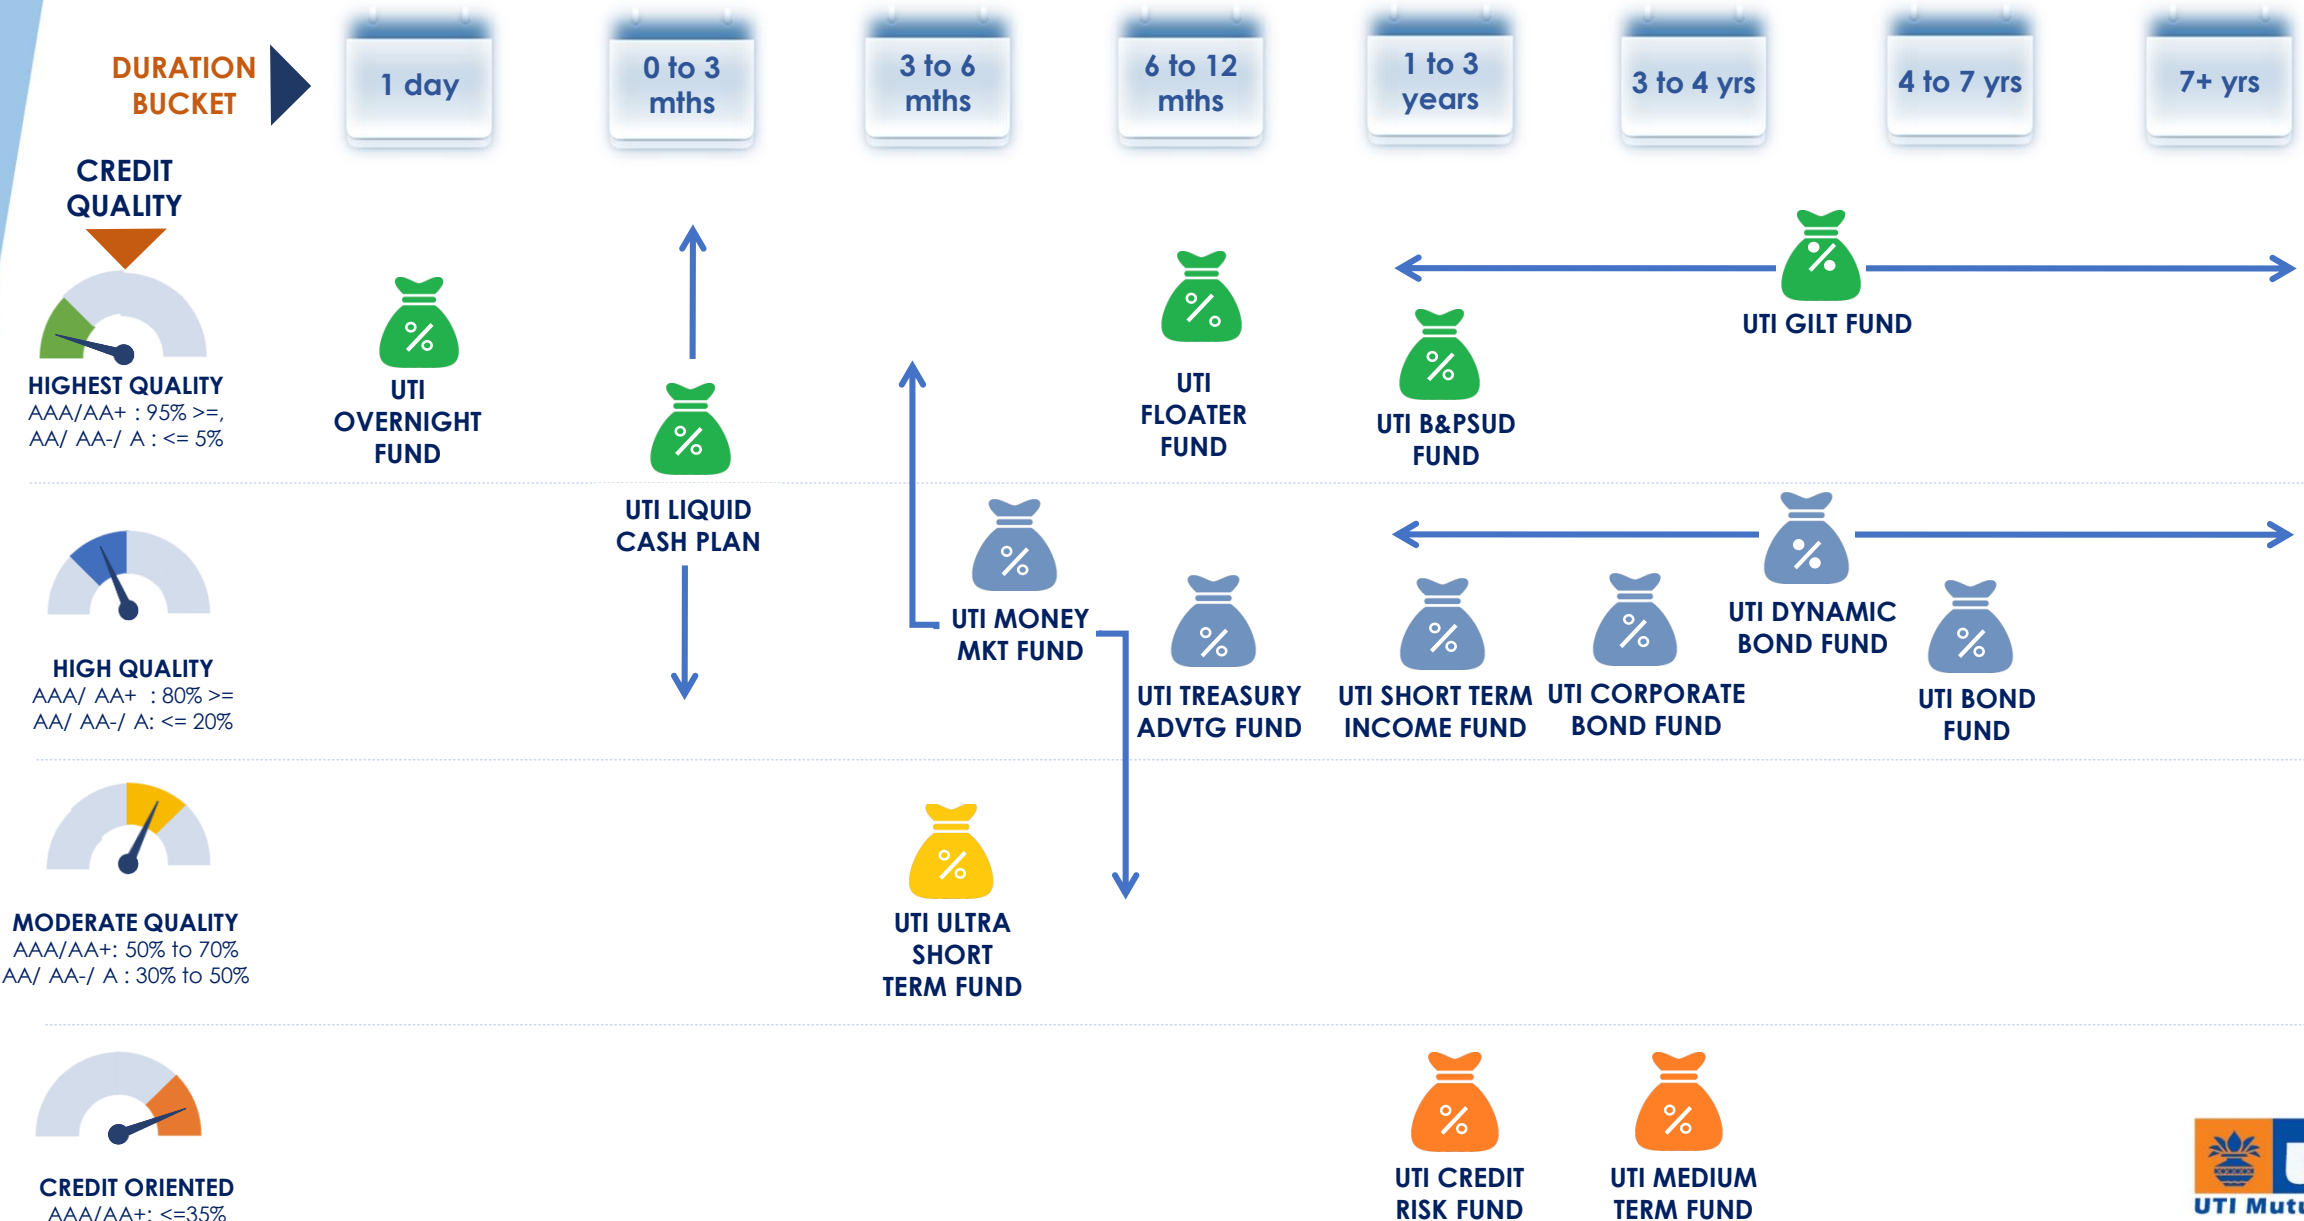 DURATION
BUCKET
1 day
0 to 3
mths
3 to 6
mths
6 to 12
mths
1 to 3
years
3 to 4 yrs
4 to 7 yrs
7+ yrs
CREDIT
QUALITY
HIGHEST QUALITY
AAA/AA+ : 95% >=,
AA/ AA-/ A : <= 5%
UTI
OVERNIGHT
FUND
UTI LIQUID
CASH PLAN
UTI
FLOATER
FUND
UTI B&PSUD
FUND
UTI GILT FUND
HIGH QUALITY
AAA/ AA+ : 80% >=
AA/ AA-/ A: <= 20%
UTI MONEY
MKT FUND
UTI TREASURY
ADVTG FUND
UTI SHORT TERM
INCOME FUND
UTI CORPORATE
BOND FUND
UTI DYNAMIC
BOND FUND
UTI BOND
FUND
MODERATE QUALITY
AAA/AA+: 50% to 70%
AA/ AA-/ A : 30% to 50%
UTI ULTRA
SHORT
TERM FUND
CREDIT ORIENTED
AAA/AA+: <=35%
UTI CREDIT
RISK FUND
UTI MEDIUM
TERM FUND
UTI